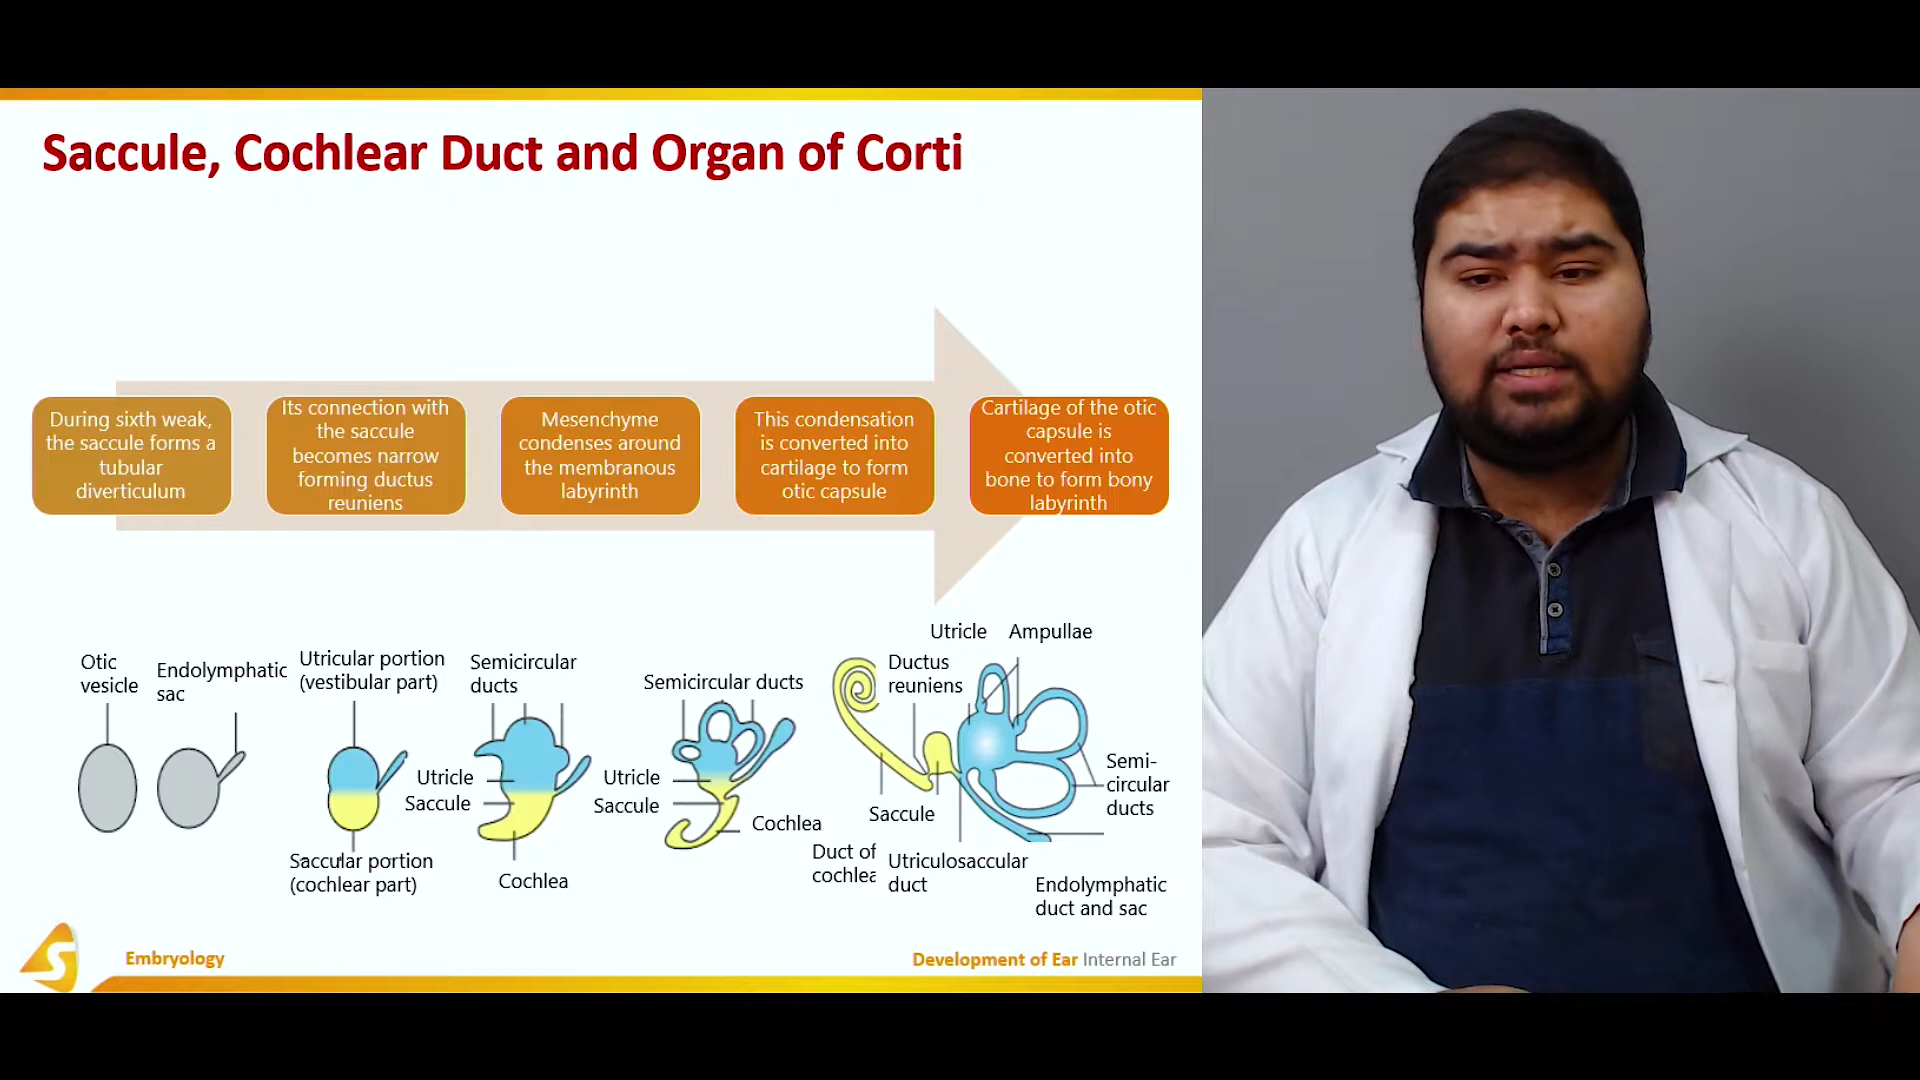 Saccule, Cochlear Duct and Organ of Corti
During sixth weak,
the saccule forms a
tubular
diverticulum
Its connection with
the saccule
becomes narrow
forming ductus
reuniens
Mesenchyme
condenses around
the membranous
labyrinth
This condensation
is converted into
cartilage to form
otic capsule
Cartilage of the otic
capsule is
converted into
bone to form bony
labyrinth
Otic
vesicle
Endolymphatic
sac
Utricular portion
(vestibular part)
Saccular portion
(cochlear part)
Semicircular
ducts
Utricle
Saccule
Cochlea
Semicircular ducts
Utricle
Saccule
Cochlea
Utricle
Ampullae
Ductus
reuniens
Saccule
Semi-
circular
ducts
Duct of
cochlea
Utriculosaccular
duct
Endolymphatic
duct and sac
S
Embryology
Development of Ear Internal Ear